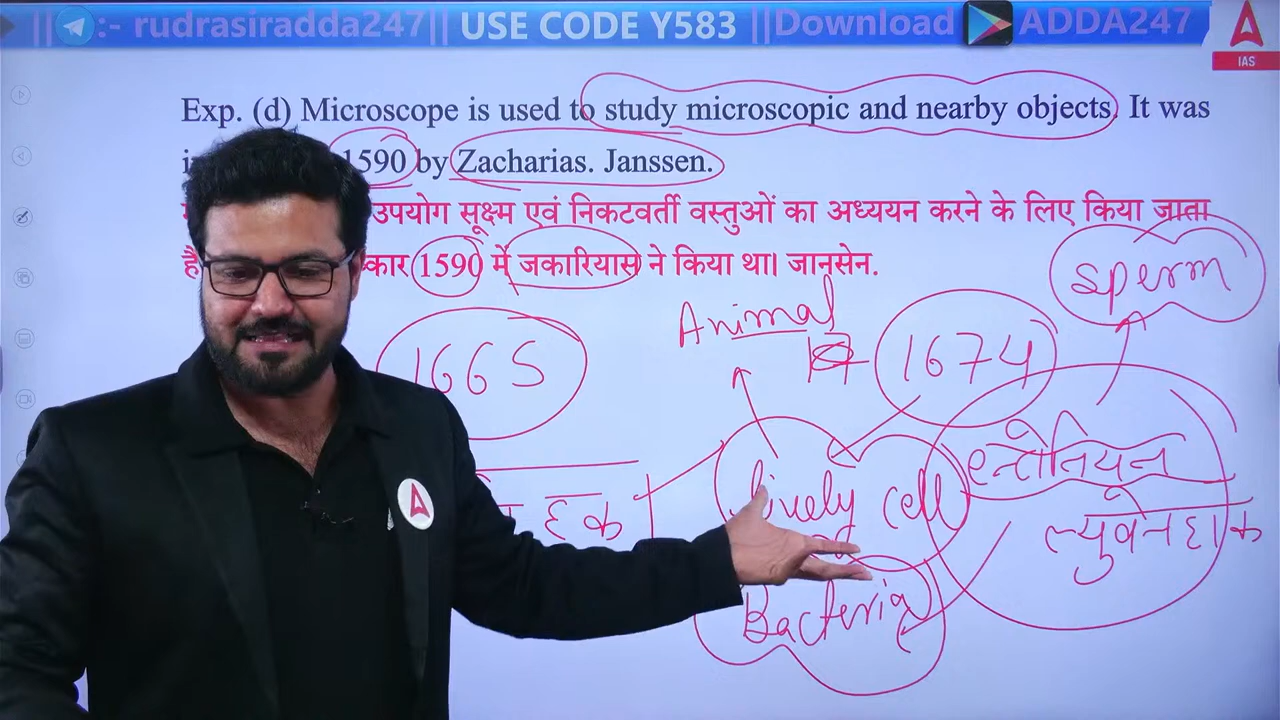 ||:- rudrasiradda247|| USE CODE Y583 ||Download ADDA247
IAS
Exp. (d) Microscope is used to study microscopic and nearby objects. It was
1590 by Zacharias. Janssen.
उपयोग सूक्ष्म एवं निकटवर्ती वस्तुओं का अध्ययन करने के लिए किया जाता
है 1590 में जकारियास ने किया था। जानसेन.
sperm
Animal
1665
1674
lively cell
एन्टोनियन
हुक
ल्युवेनहाक
Bacteria